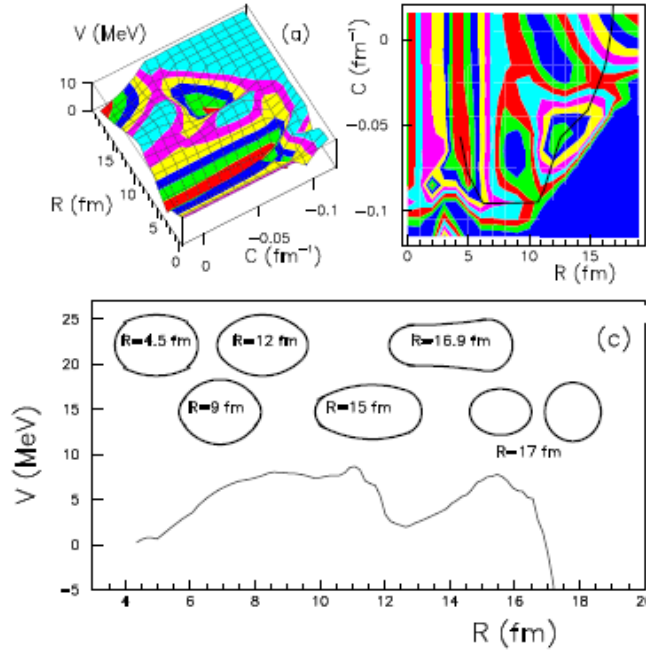 V (MeV)
(a)
10
0
15
10
5
0
R (fm)
0
−0.05
−0.1
C (fm⁻¹)
C (fm⁻¹)
0
−0.05
−0.1
0
5
10
15
R (fm)
25
20
15
10
5
0
−5
V (MeV)
(c)
R=4.5 fm
R=12 fm
R=16.9 fm
R=9 fm
R=15 fm
R=17 fm
4
6
8
10
12
14
16
18
20
R (fm)